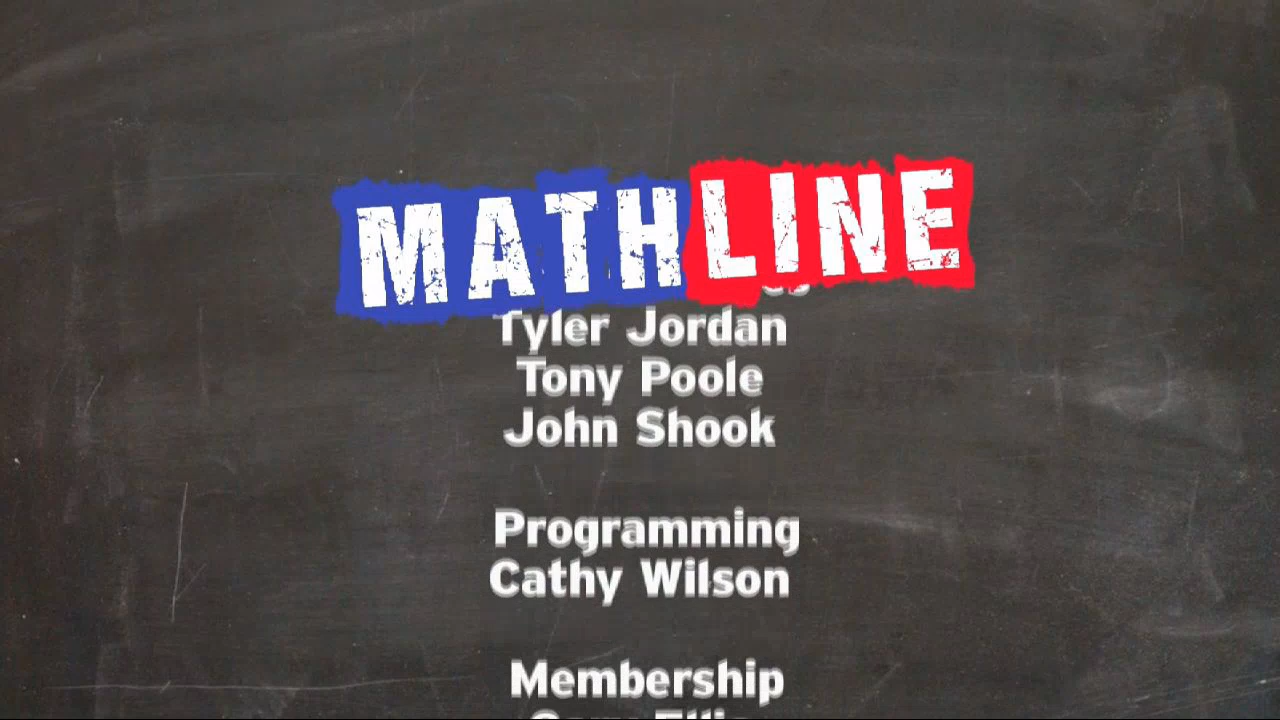 MATHLINE
Tyler Jordan
Tony Poole
John Shook
Programming
Cathy Wilson
Membership